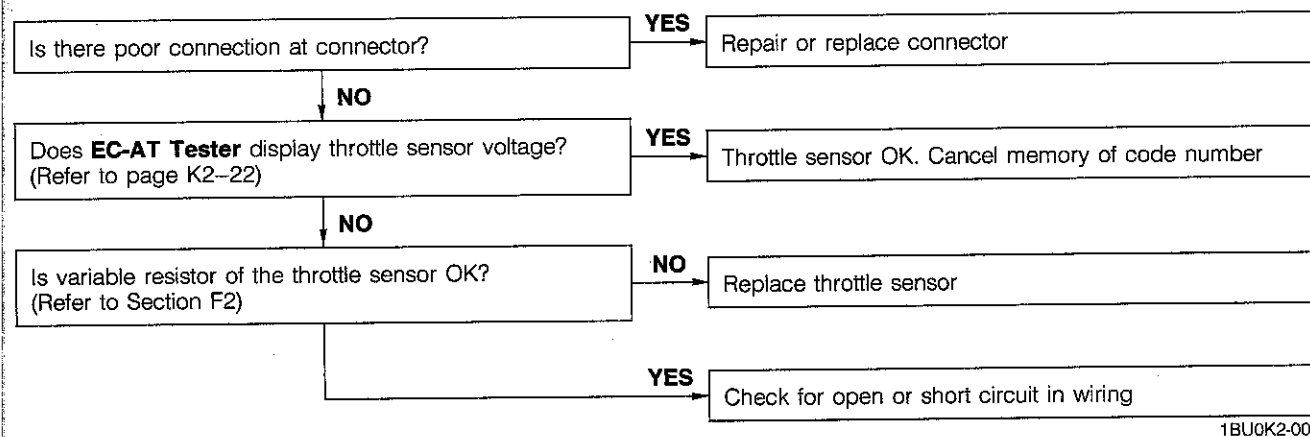 Is there poor connection at connector?
YES
Repair or replace connector
NO
Does EC-AT Tester display throttle sensor voltage?
(Refer to page K2–22)
YES
Throttle sensor OK. Cancel memory of code number
NO
Is variable resistor of the throttle sensor OK?
(Refer to Section F2)
NO
Replace throttle sensor
YES
Check for open or short circuit in wiring
1BU0K2-00